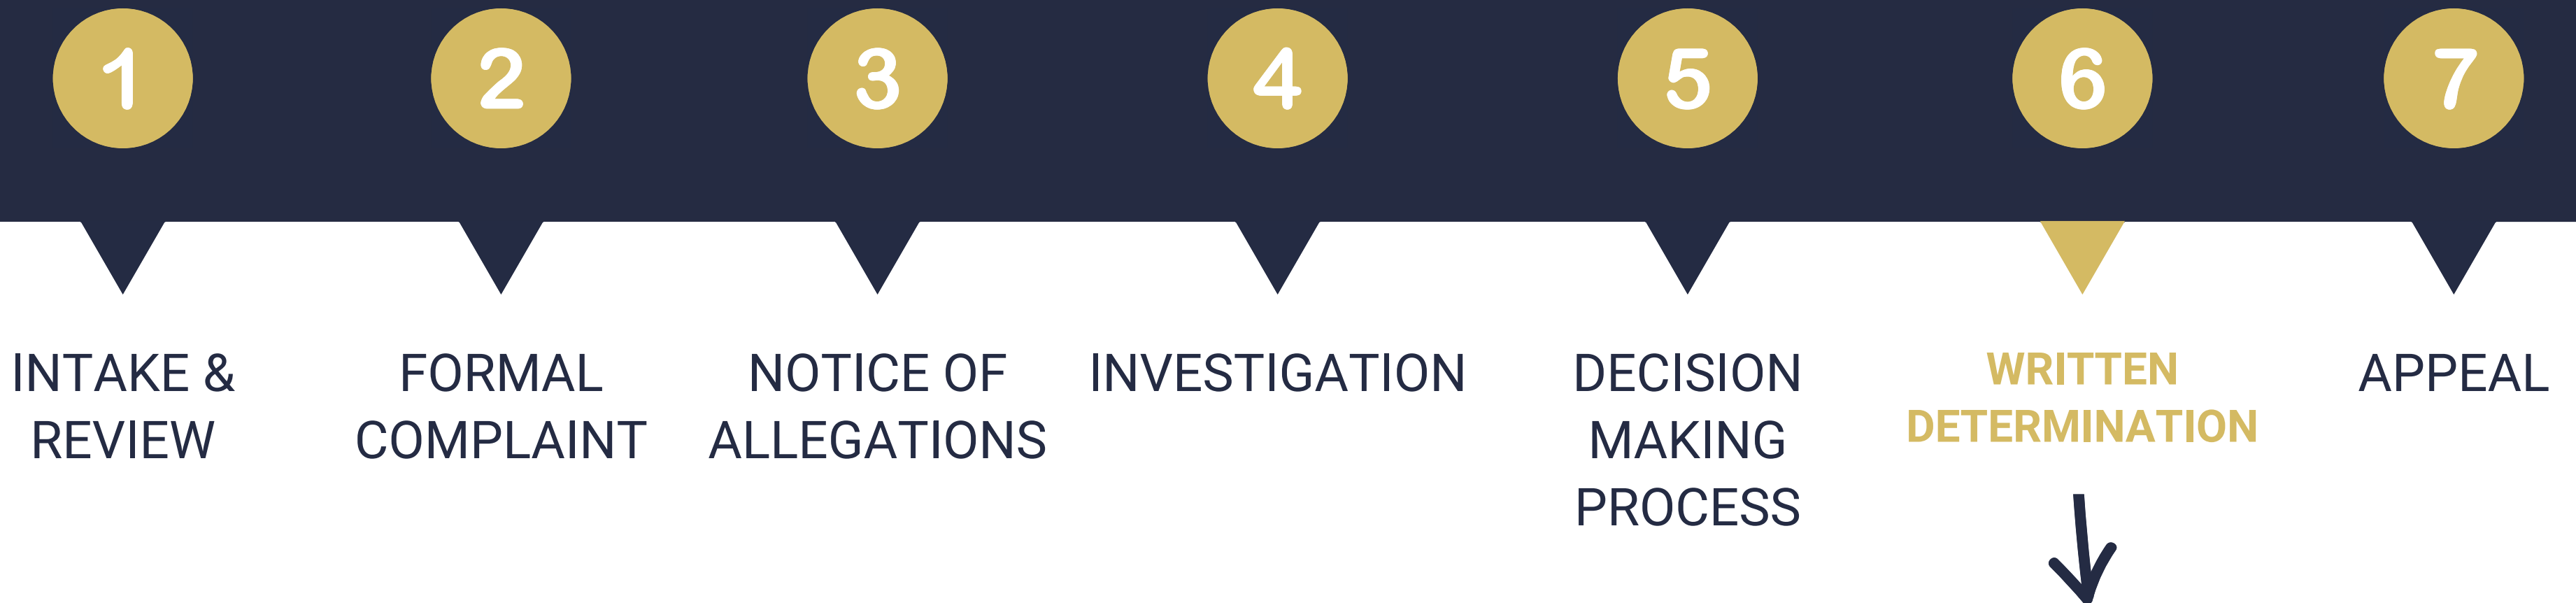 1
2
3
4
5
6
7
INTAKE &
REVIEW
FORMAL
COMPLAINT
NOTICE OF
ALLEGATIONS
INVESTIGATION
DECISION
MAKING
PROCESS
WRITTEN
DETERMINATION
APPEAL